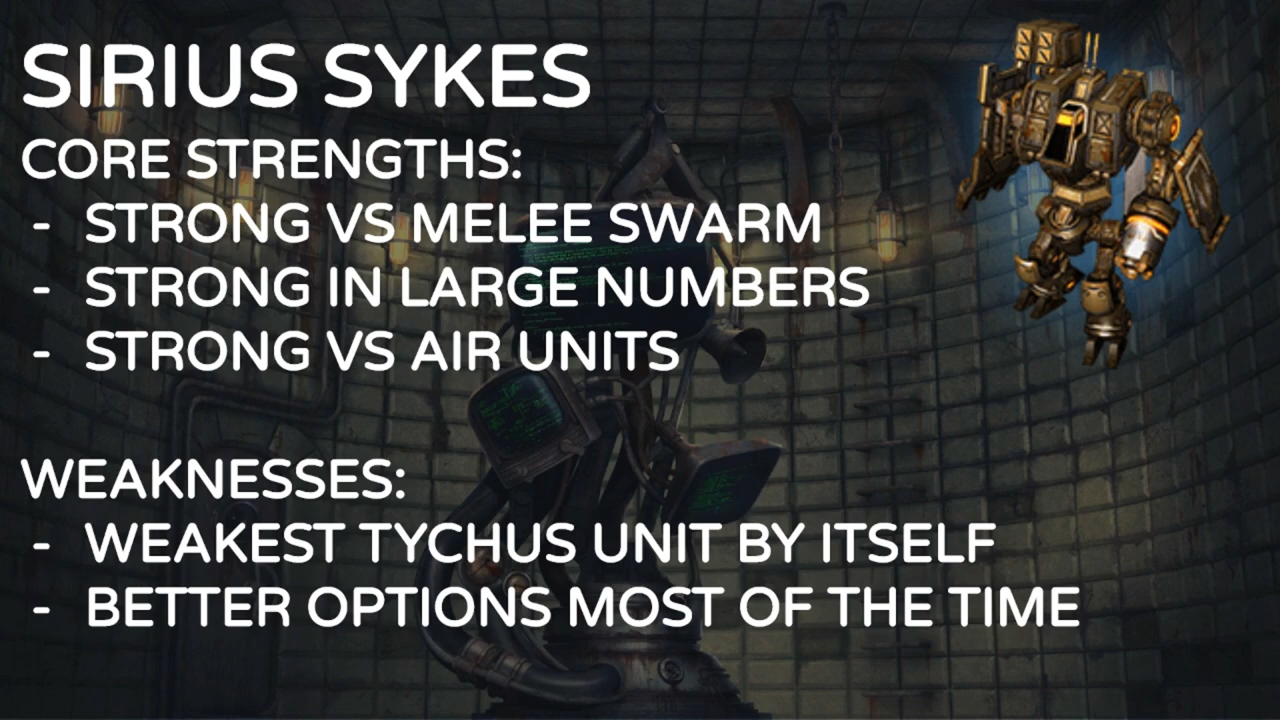 SIRIUS SYKES
CORE STRENGTHS:
- STRONG VS MELEE SWARM
- STRONG IN LARGE NUMBERS
- STRONG VS AIR UNITS
WEAKNESSES:
- WEAKEST TYCHUS UNIT BY ITSELF
- BETTER OPTIONS MOST OF THE TIME